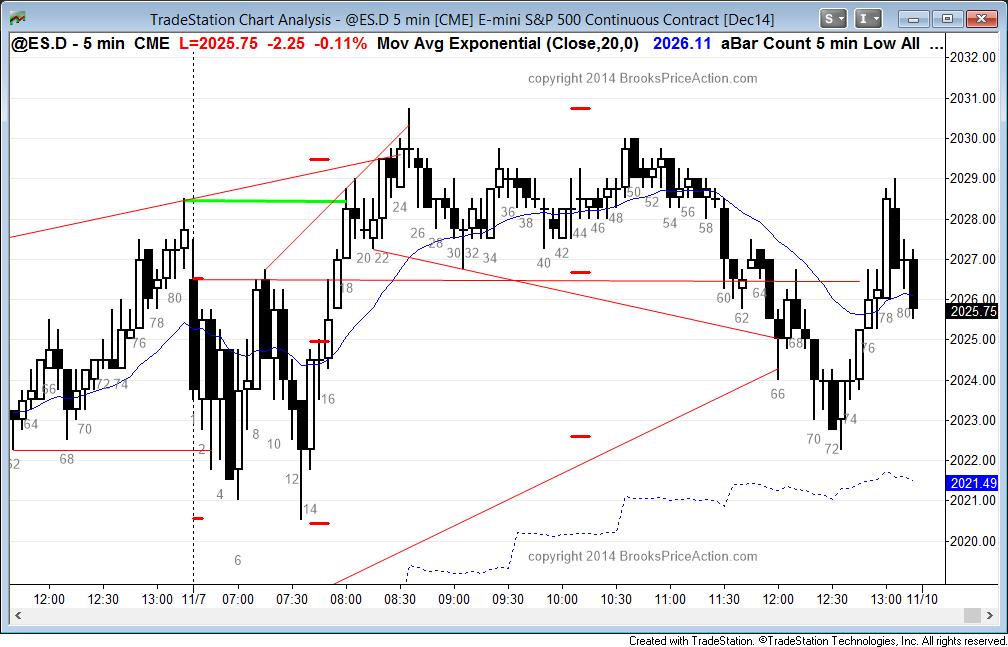 TradeStation Chart Analysis - @ES.D 5 min [CME] E-mini S&P 500 Continuous Contract [Dec14]
S I
@ES.D - 5 min CME L=2025.75 -2.25 -0.11% Mov Avg Exponential (Close,20,0) 2026.11 aBar Count 5 min Low All ...
2032.00
copyright 2014 BrooksPriceAction.com
2031.00
2030.00
2029.00
2028.00
2027.00
2026.00
2025.75
2025.00
2024.00
2023.00
2022.00
2021.49
2021.00
2020.00
62 64 66 68 70 72 74 76 78 80
1 2 4 6 8 10 12 14 16 18 20 22 24 26 28 30 32 34 36 38 40 42 44 46 48 50 52 54 56 58 60 62 64 66 68 70 72 74 76 78 80
copyright 2014 BrooksPriceAction.com
12:00 12:30 13:00 11/7 07:00 07:30 08:00 08:30 09:00 09:30 10:00 10:30 11:00 11:30 12:00 12:30 13:00 11/10
Created with TradeStation. ©TradeStation Technologies, Inc. All rights reserved.